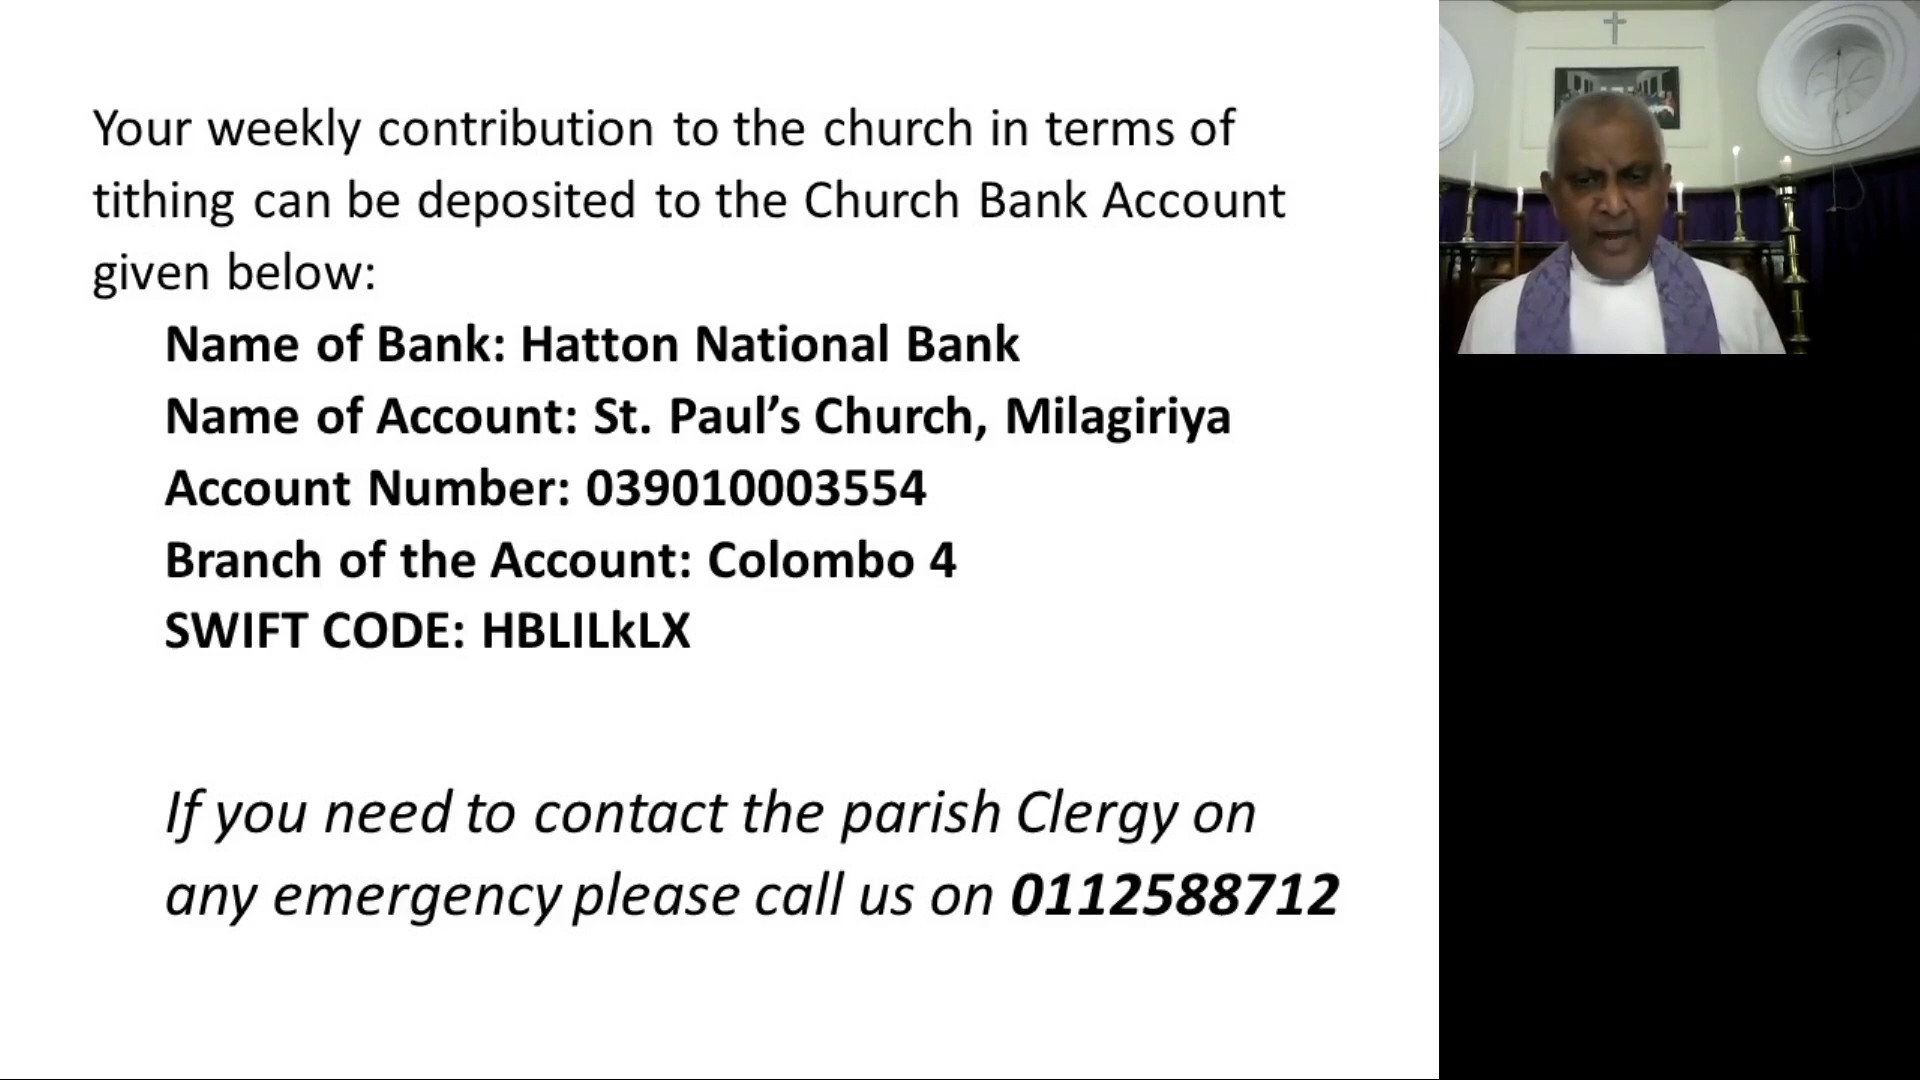 Your weekly contribution to the church in terms of
tithing can be deposited to the Church Bank Account
given below:
Name of Bank: Hatton National Bank
Name of Account: St. Paul’s Church, Milagiriya
Account Number: 039010003554
Branch of the Account: Colombo 4
SWIFT CODE: HBLILkLX
If you need to contact the parish Clergy on
any emergency please call us on 0112588712